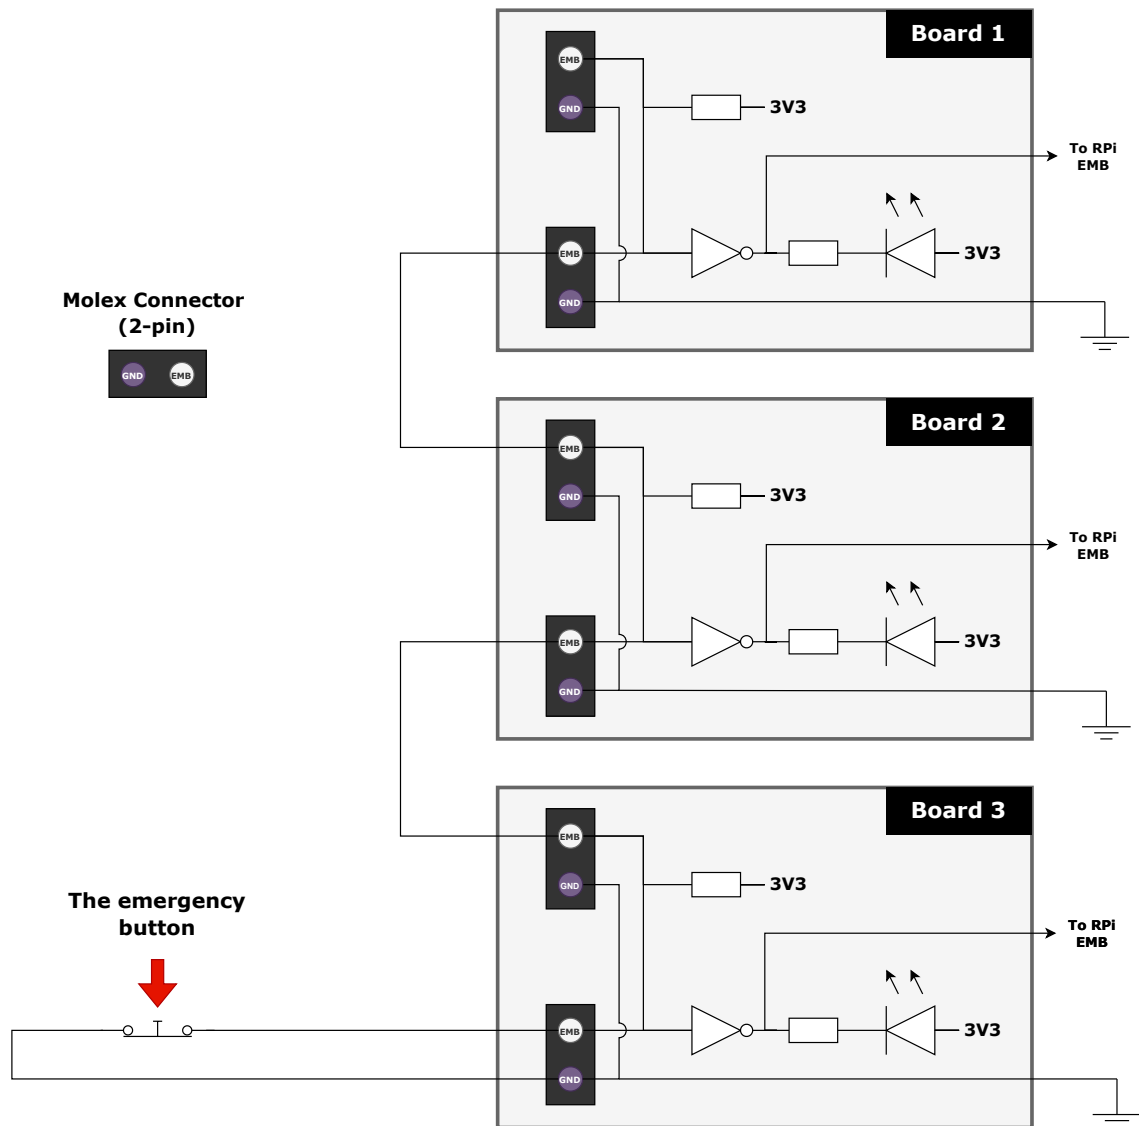 Board 1
EMB
GND
3V3
To RPi
EMB
EMB
3V3
GND
Molex Connector
(2-pin)
GND EMB
Board 2
EMB
GND
3V3
To RPi
EMB
EMB
3V3
GND
Board 3
EMB
GND
3V3
The emergency
button
To RPi
EMB
EMB
3V3
GND